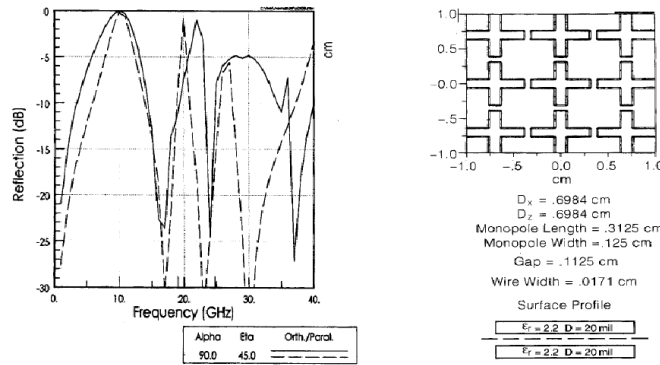 0
-5
-10
-15
-20
-25
-30
Reflection (dB)
0.
10.
20.
30.
40.
Frequency (GHz)
Alpha Eta Orth./Paral.
90.0 45.0
cm
1.0
0.5
-0.0
-0.5
-1.0
-1.0 -.5 0.0 0.5 1.0
cm
Dx = .6984 cm
Dz = .6984 cm
Monopole Length = .3125 cm
Monopole Width = .125 cm
Gap = .1125 cm
Wire Width = .0171 cm
Surface Profile
εr = 2.2 D = 20 mil
εr = 2.2 D = 20 mil